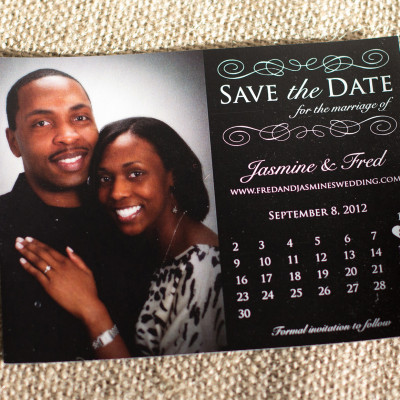 SAVE the DATE
for the marriage of
Jasmine & Fred
WWW.FREDANDJASMINESWEDDING.COM
SEPTEMBER 8, 2012
2 3 4 5 6 7
9 10 11 12 13 14
16 17 18 19 20 21
23 24 25 26 27 28
30
Formal invitation to follow